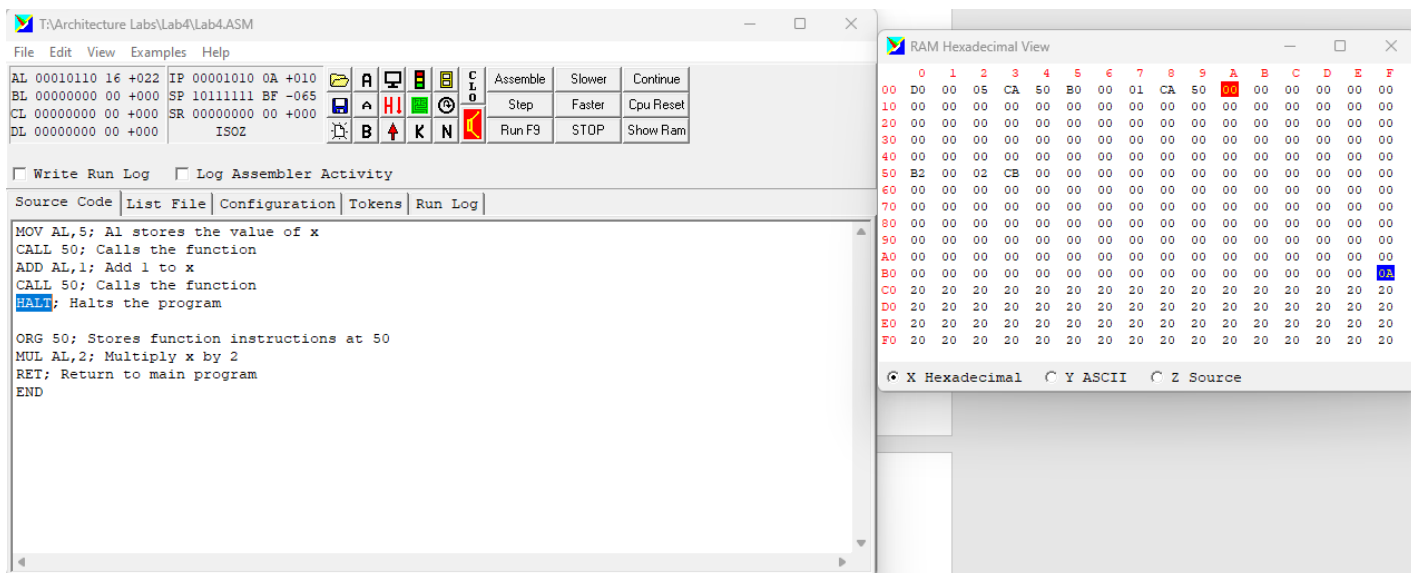 T:\Architecture Labs\Lab4\Lab4.ASM
File Edit View Examples Help
AL 00010110 16 +022 IP 00001010 0A +010
BL 00000000 00 +000 SP 10111111 BF -065
CL 00000000 00 +000 SR 00000000 00 +000
DL 00000000 00 +000 ISOZ
A H↓ B K N CLO
Assemble Slower Continue
Step Faster Cpu Reset
Run F9 STOP Show Ram
Write Run Log Log Assembler Activity
Source Code List File Configuration Tokens Run Log
MOV AL,5; Al stores the value of x
CALL 50; Calls the function
ADD AL,1; Add 1 to x
CALL 50; Calls the function
HALT; Halts the program
ORG 50; Stores function instructions at 50
MUL AL,2; Multiply x by 2
RET; Return to main program
END
RAM Hexadecimal View
0 1 2 3 4 5 6 7 8 9 A B C D E F
00 D0 00 05 CA 50 B0 00 01 CA 50 00 00 00 00 00 00
10 00 00 00 00 00 00 00 00 00 00 00 00 00 00 00 00
20 00 00 00 00 00 00 00 00 00 00 00 00 00 00 00 00
30 00 00 00 00 00 00 00 00 00 00 00 00 00 00 00 00
40 00 00 00 00 00 00 00 00 00 00 00 00 00 00 00 00
50 B2 00 02 CB 00 00 00 00 00 00 00 00 00 00 00 00
60 00 00 00 00 00 00 00 00 00 00 00 00 00 00 00 00
70 00 00 00 00 00 00 00 00 00 00 00 00 00 00 00 00
80 00 00 00 00 00 00 00 00 00 00 00 00 00 00 00 00
90 00 00 00 00 00 00 00 00 00 00 00 00 00 00 00 00
A0 00 00 00 00 00 00 00 00 00 00 00 00 00 00 00 00
B0 00 00 00 00 00 00 00 00 00 00 00 00 00 00 00 0A
C0 20 20 20 20 20 20 20 20 20 20 20 20 20 20 20 20
D0 20 20 20 20 20 20 20 20 20 20 20 20 20 20 20 20
E0 20 20 20 20 20 20 20 20 20 20 20 20 20 20 20 20
F0 20 20 20 20 20 20 20 20 20 20 20 20 20 20 20 20
X Hexadecimal Y ASCII Z Source